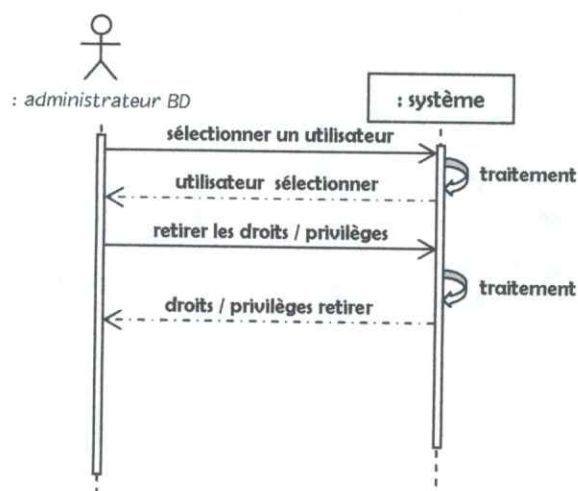 : administrateur BD
: système
sélectionner un utilisateur
traitement
utilisateur sélectionner
retirer les droits / privilèges
traitement
droits / privilèges retirer